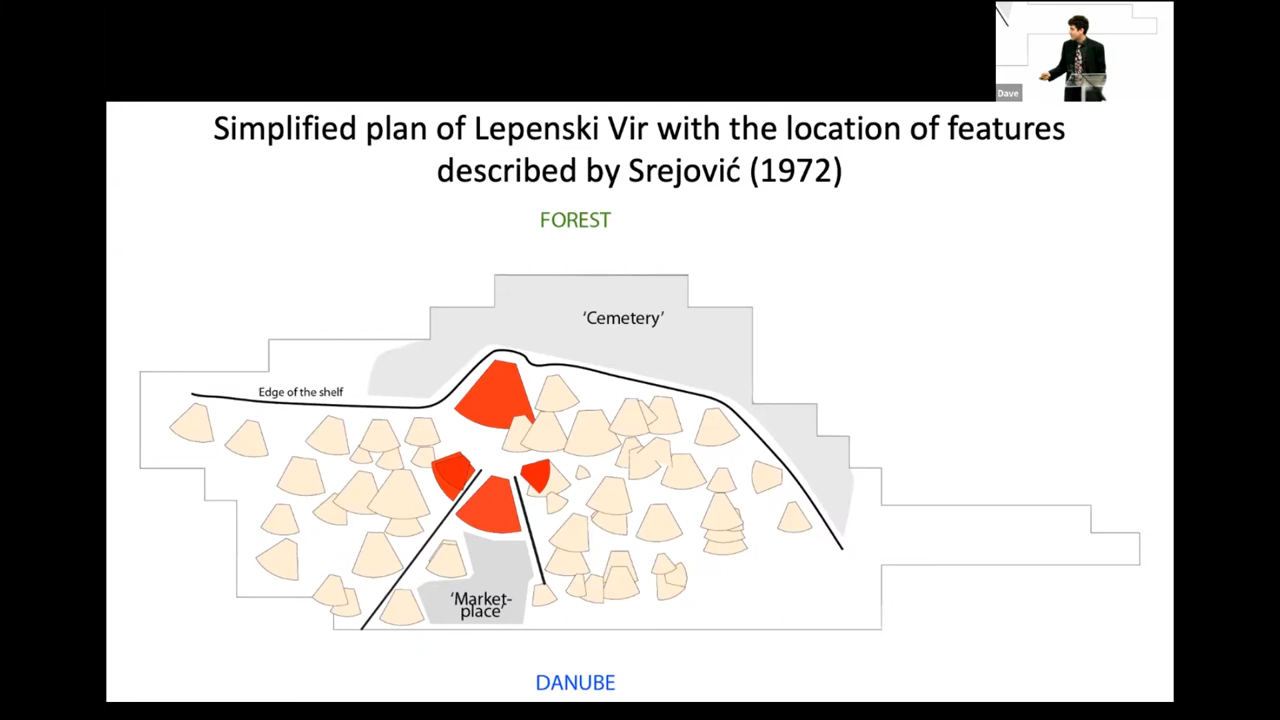 Dave
Simplified plan of Lepenski Vir with the location of features
described by Srejović (1972)
FOREST
'Cemetery'
Edge of the shelf
'Market-
place'
DANUBE